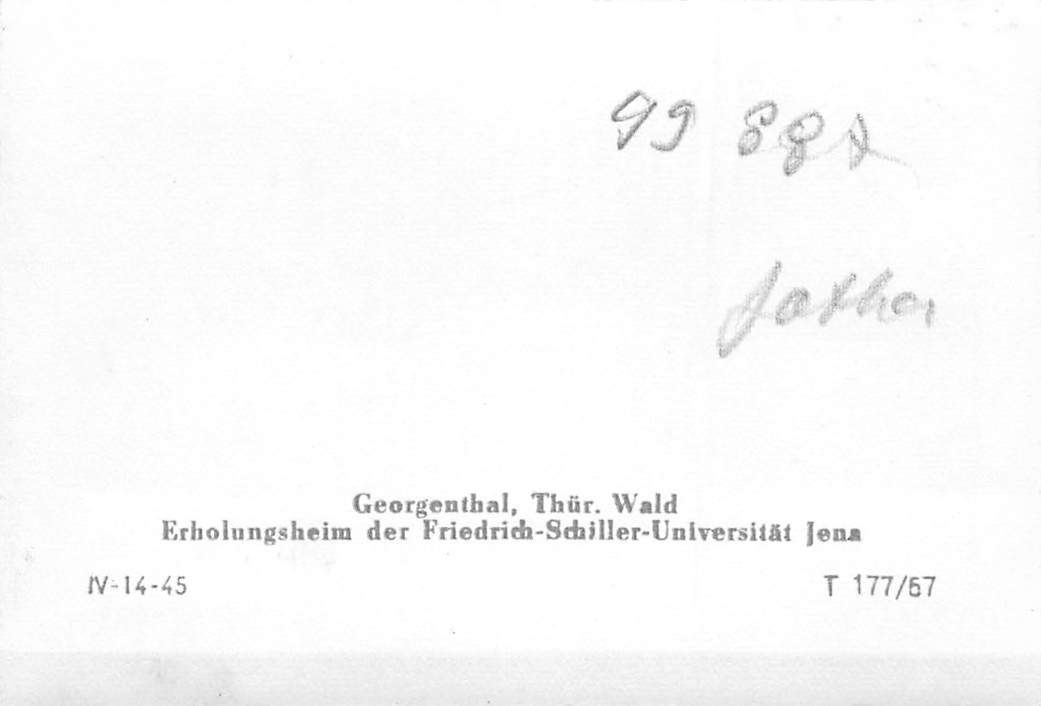 Georgenthal, Thür. Wald
Erholungsheim der Friedrich-Schiller-Universität Jena
IV-14-45
T 177/67